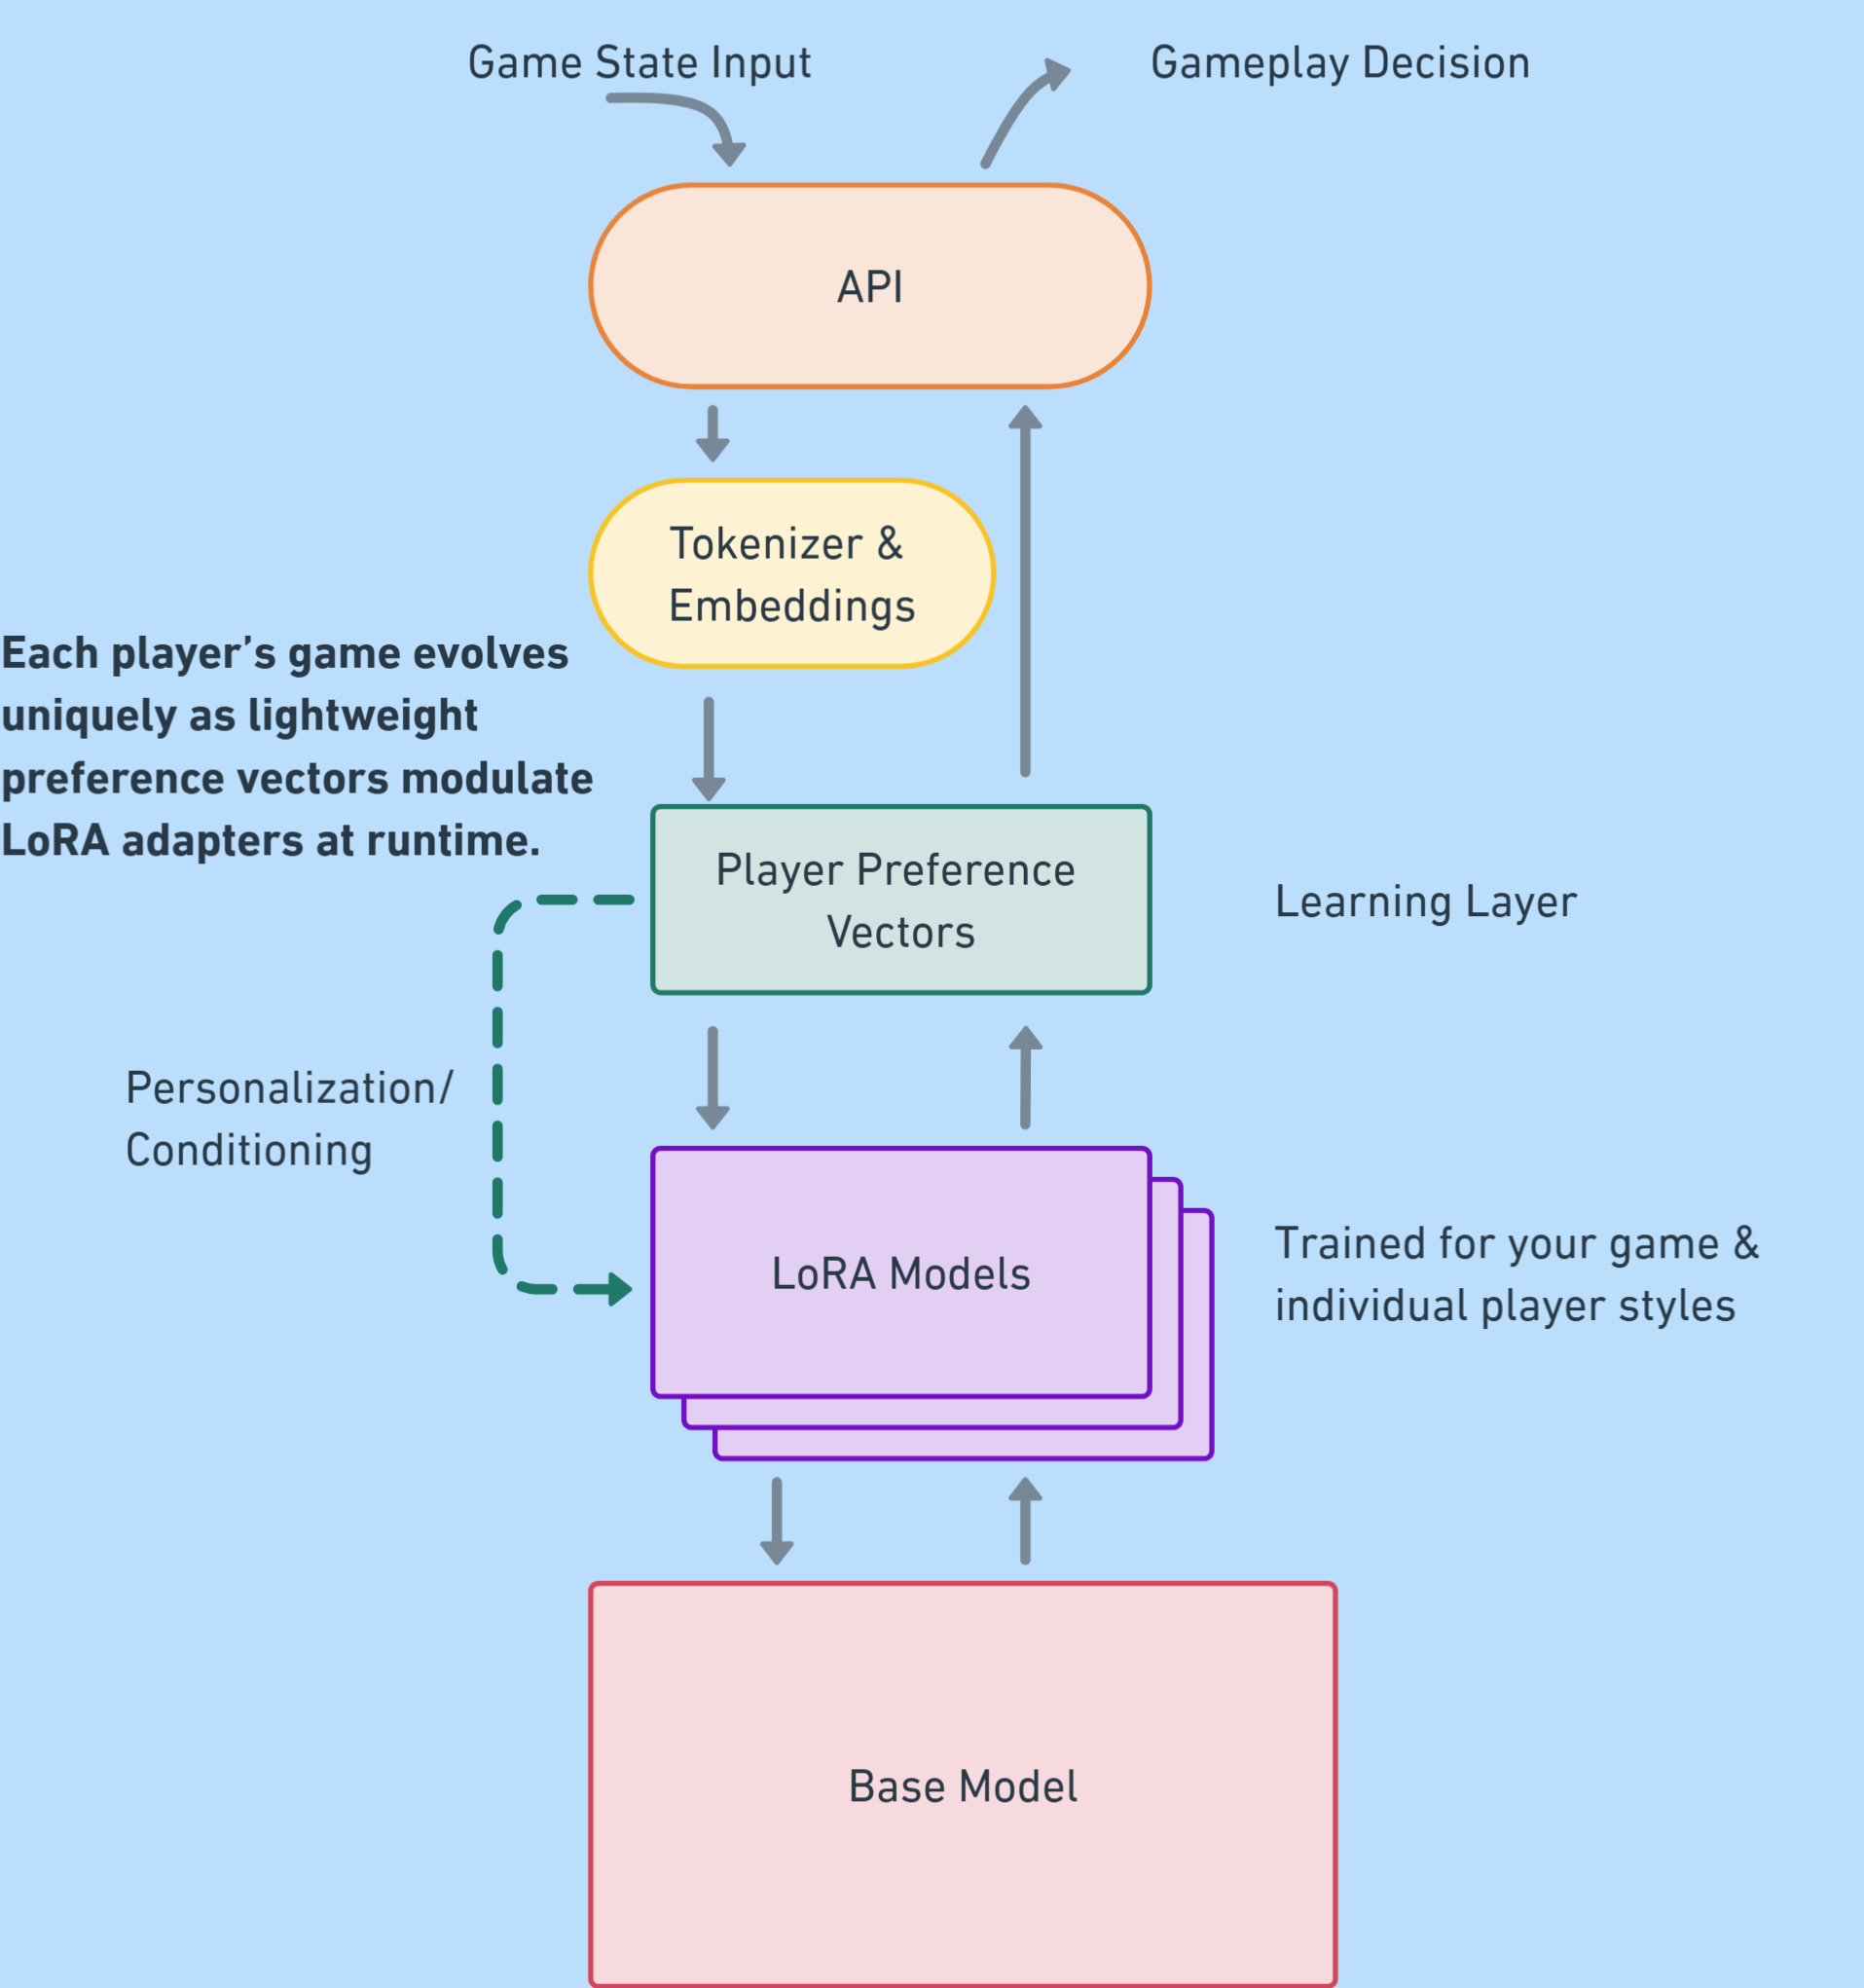 Game State Input
Gameplay Decision
API
Tokenizer &
Embeddings
Each player’s game evolves
uniquely as lightweight
preference vectors modulate
LoRA adapters at runtime.
Player Preference
Vectors
Learning Layer
Personalization/
Conditioning
LoRA Models
Trained for your game &
individual player styles
Base Model